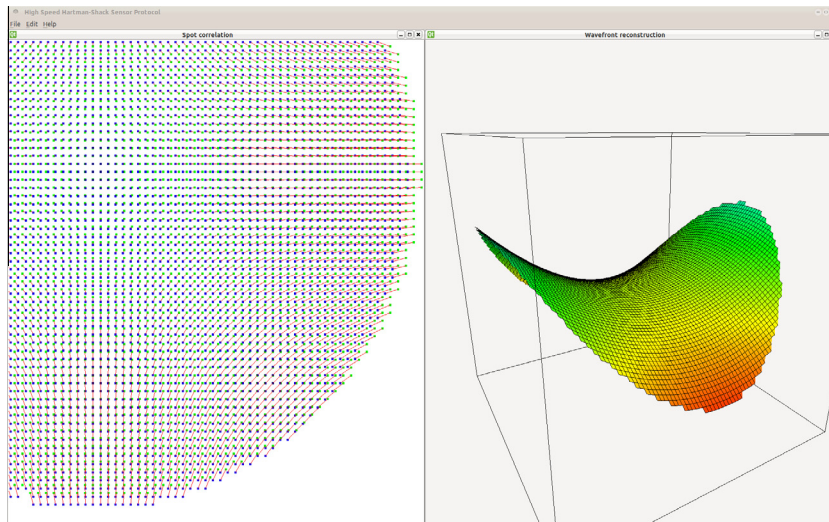 High Speed Hartman-Shack Sensor Protocol
File Edit Help
Spot correlation
Wavefront reconstruction